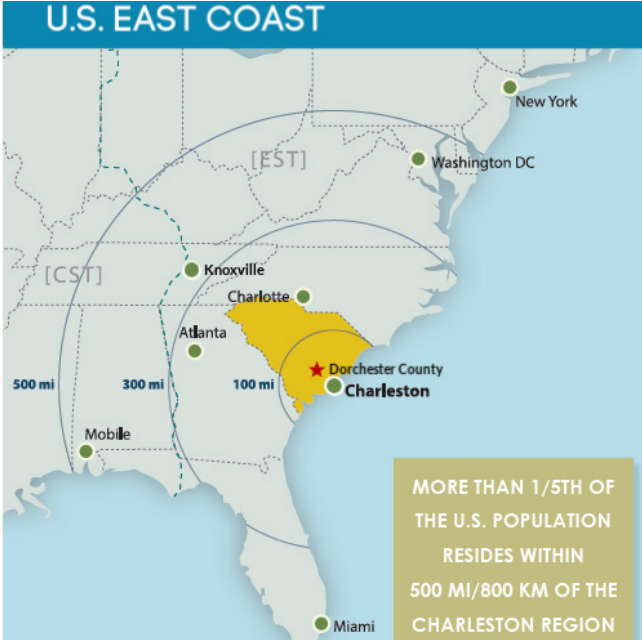 U.S. EAST COAST
New York
[EST]
Washington DC
[CST]
Knoxville
Charlotte
Atlanta
Dorchester County
500 mi
300 mi
100 mi
Charleston
Mobile
MORE THAN 1/5TH OF
THE U.S. POPULATION
RESIDES WITHIN
500 MI/800 KM OF THE
CHARLESTON REGION
Miami